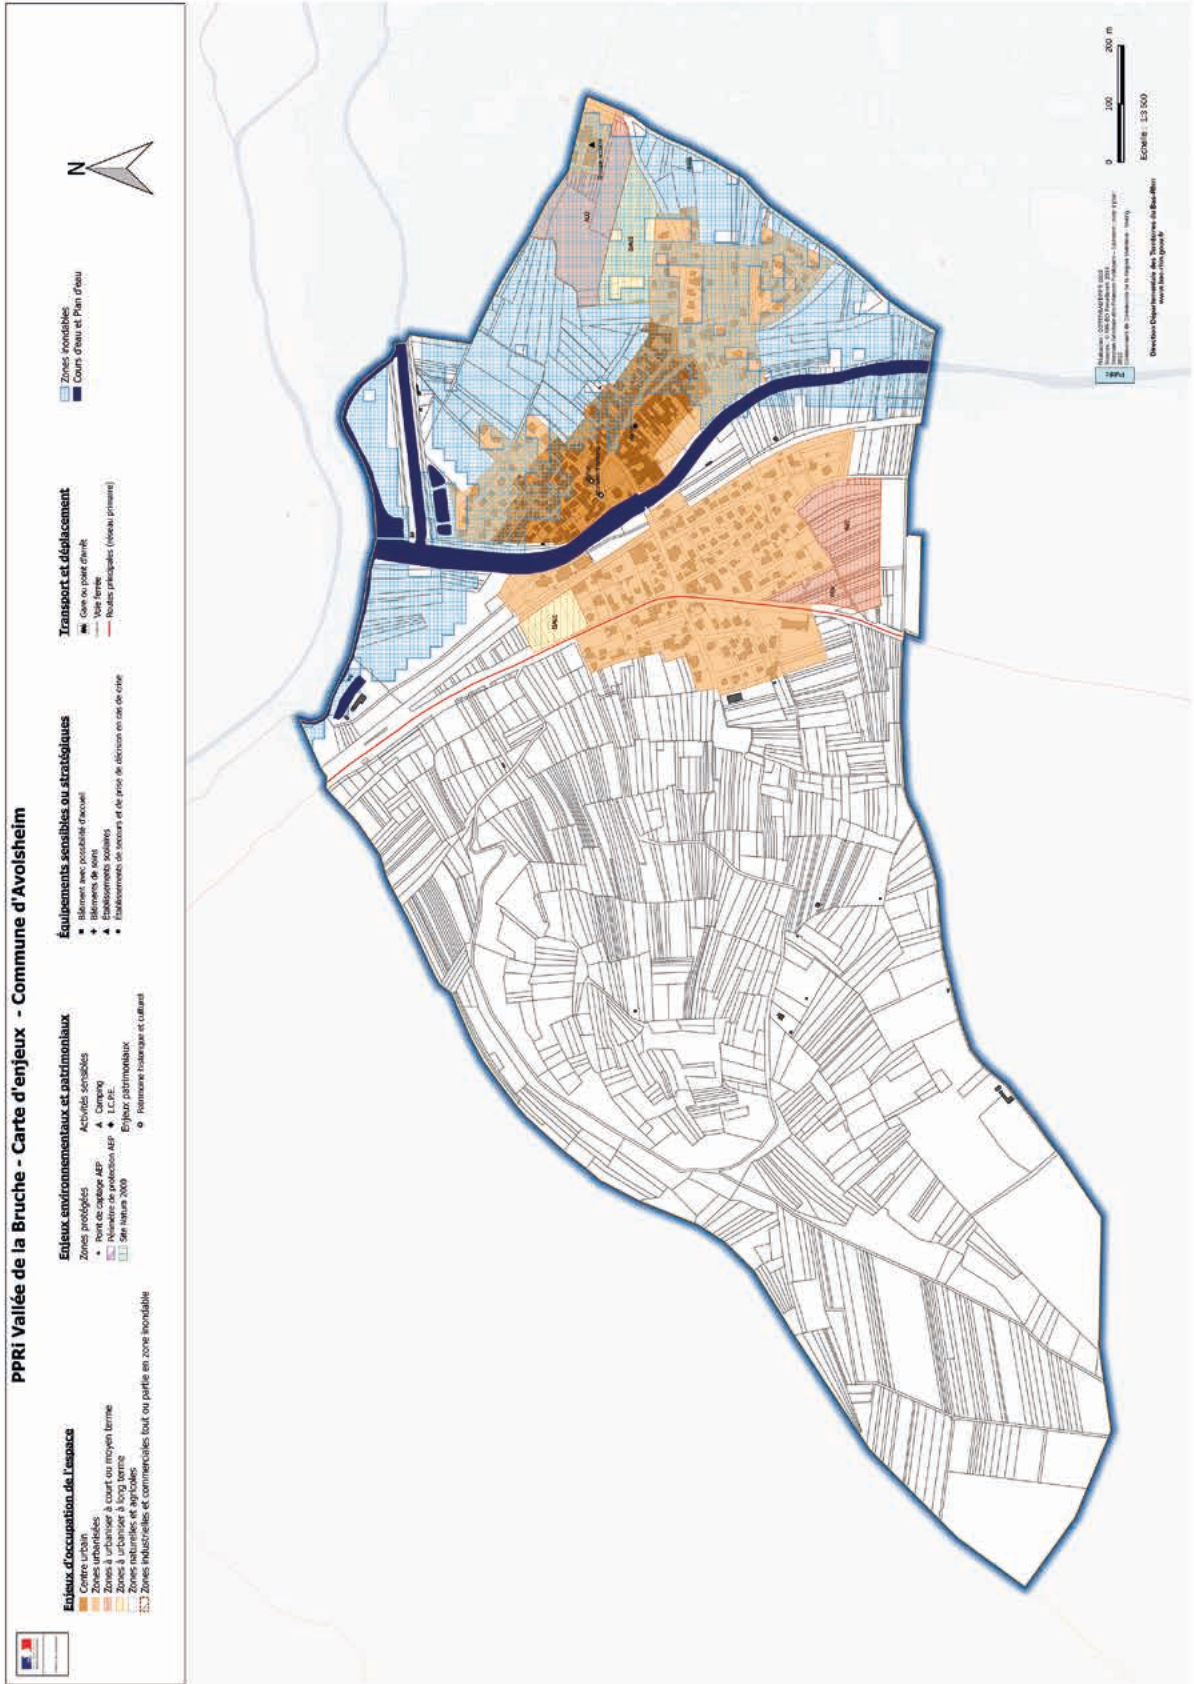 PPRi Vallée de la Bruche - Carte d'enjeux - Commune d'Avolsheim
Enjeux d'occupation de l'espace
Centre urbain
Zones urbanisées
Zones à urbaniser à court ou moyen terme
Zones à urbaniser à long terme
Zones naturelles et agricoles
Zones industrielles et commerciales tout ou partie en zone inondable
Enjeux environnementaux et patrimoniaux
Zones protégées
Point de captage AEP
Périmètre de protection AEP
Site Natura 2000
Activités sensibles
Camping
I.C.P.E.
Enjeux patrimoniaux
Patrimoine historique et culturel
Équipements sensibles ou stratégiques
Bâtiment avec possibilité d'accueil
Bâtiments de soins
Établissements scolaires
Établissements de secours et de prise de décision en cas de crise
Transport et déplacement
Gare ou point d'arrêt
Voie ferrée
Routes principales (réseau primaire)
Zones inondables
Cours d'eau et Plan d'eau
N
0 100 200 m
Echelle : 1:3 500
Direction Départementale des Territoires du Bas-Rhin
www.bas-rhin.gouv.fr